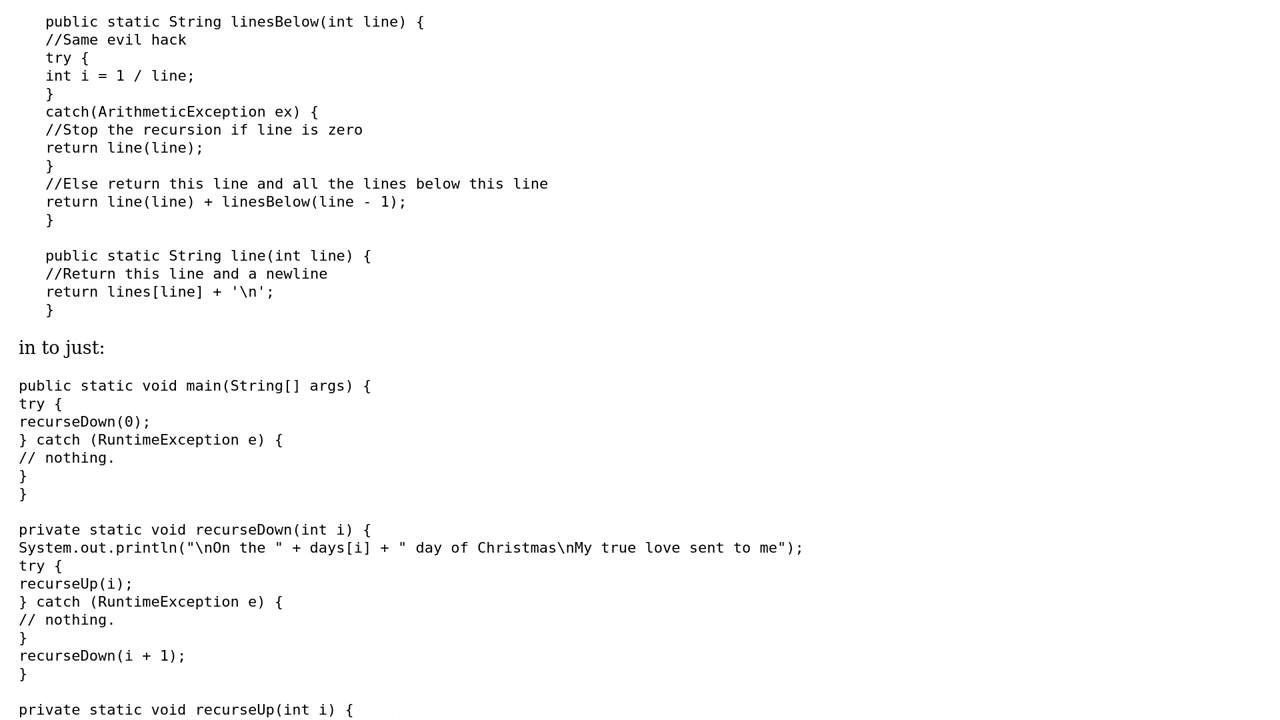 public static String linesBelow(int line) {
//Same evil hack
try {
int i = 1 / line;
}
catch(ArithmeticException ex) {
//Stop the recursion if line is zero
return line(line);
}
//Else return this line and all the lines below this line
return line(line) + linesBelow(line - 1);
}

public static String line(int line) {
//Return this line and a newline
return lines[line] + '\n';
}

in to just:

public static void main(String[] args) {
try {
recurseDown(0);
} catch (RuntimeException e) {
// nothing.
}
}

private static void recurseDown(int i) {
System.out.println("\nOn the " + days[i] + " day of Christmas\nMy true love sent to me");
try {
recurseUp(i);
} catch (RuntimeException e) {
// nothing.
}
recurseDown(i + 1);
}

private static void recurseUp(int i) {